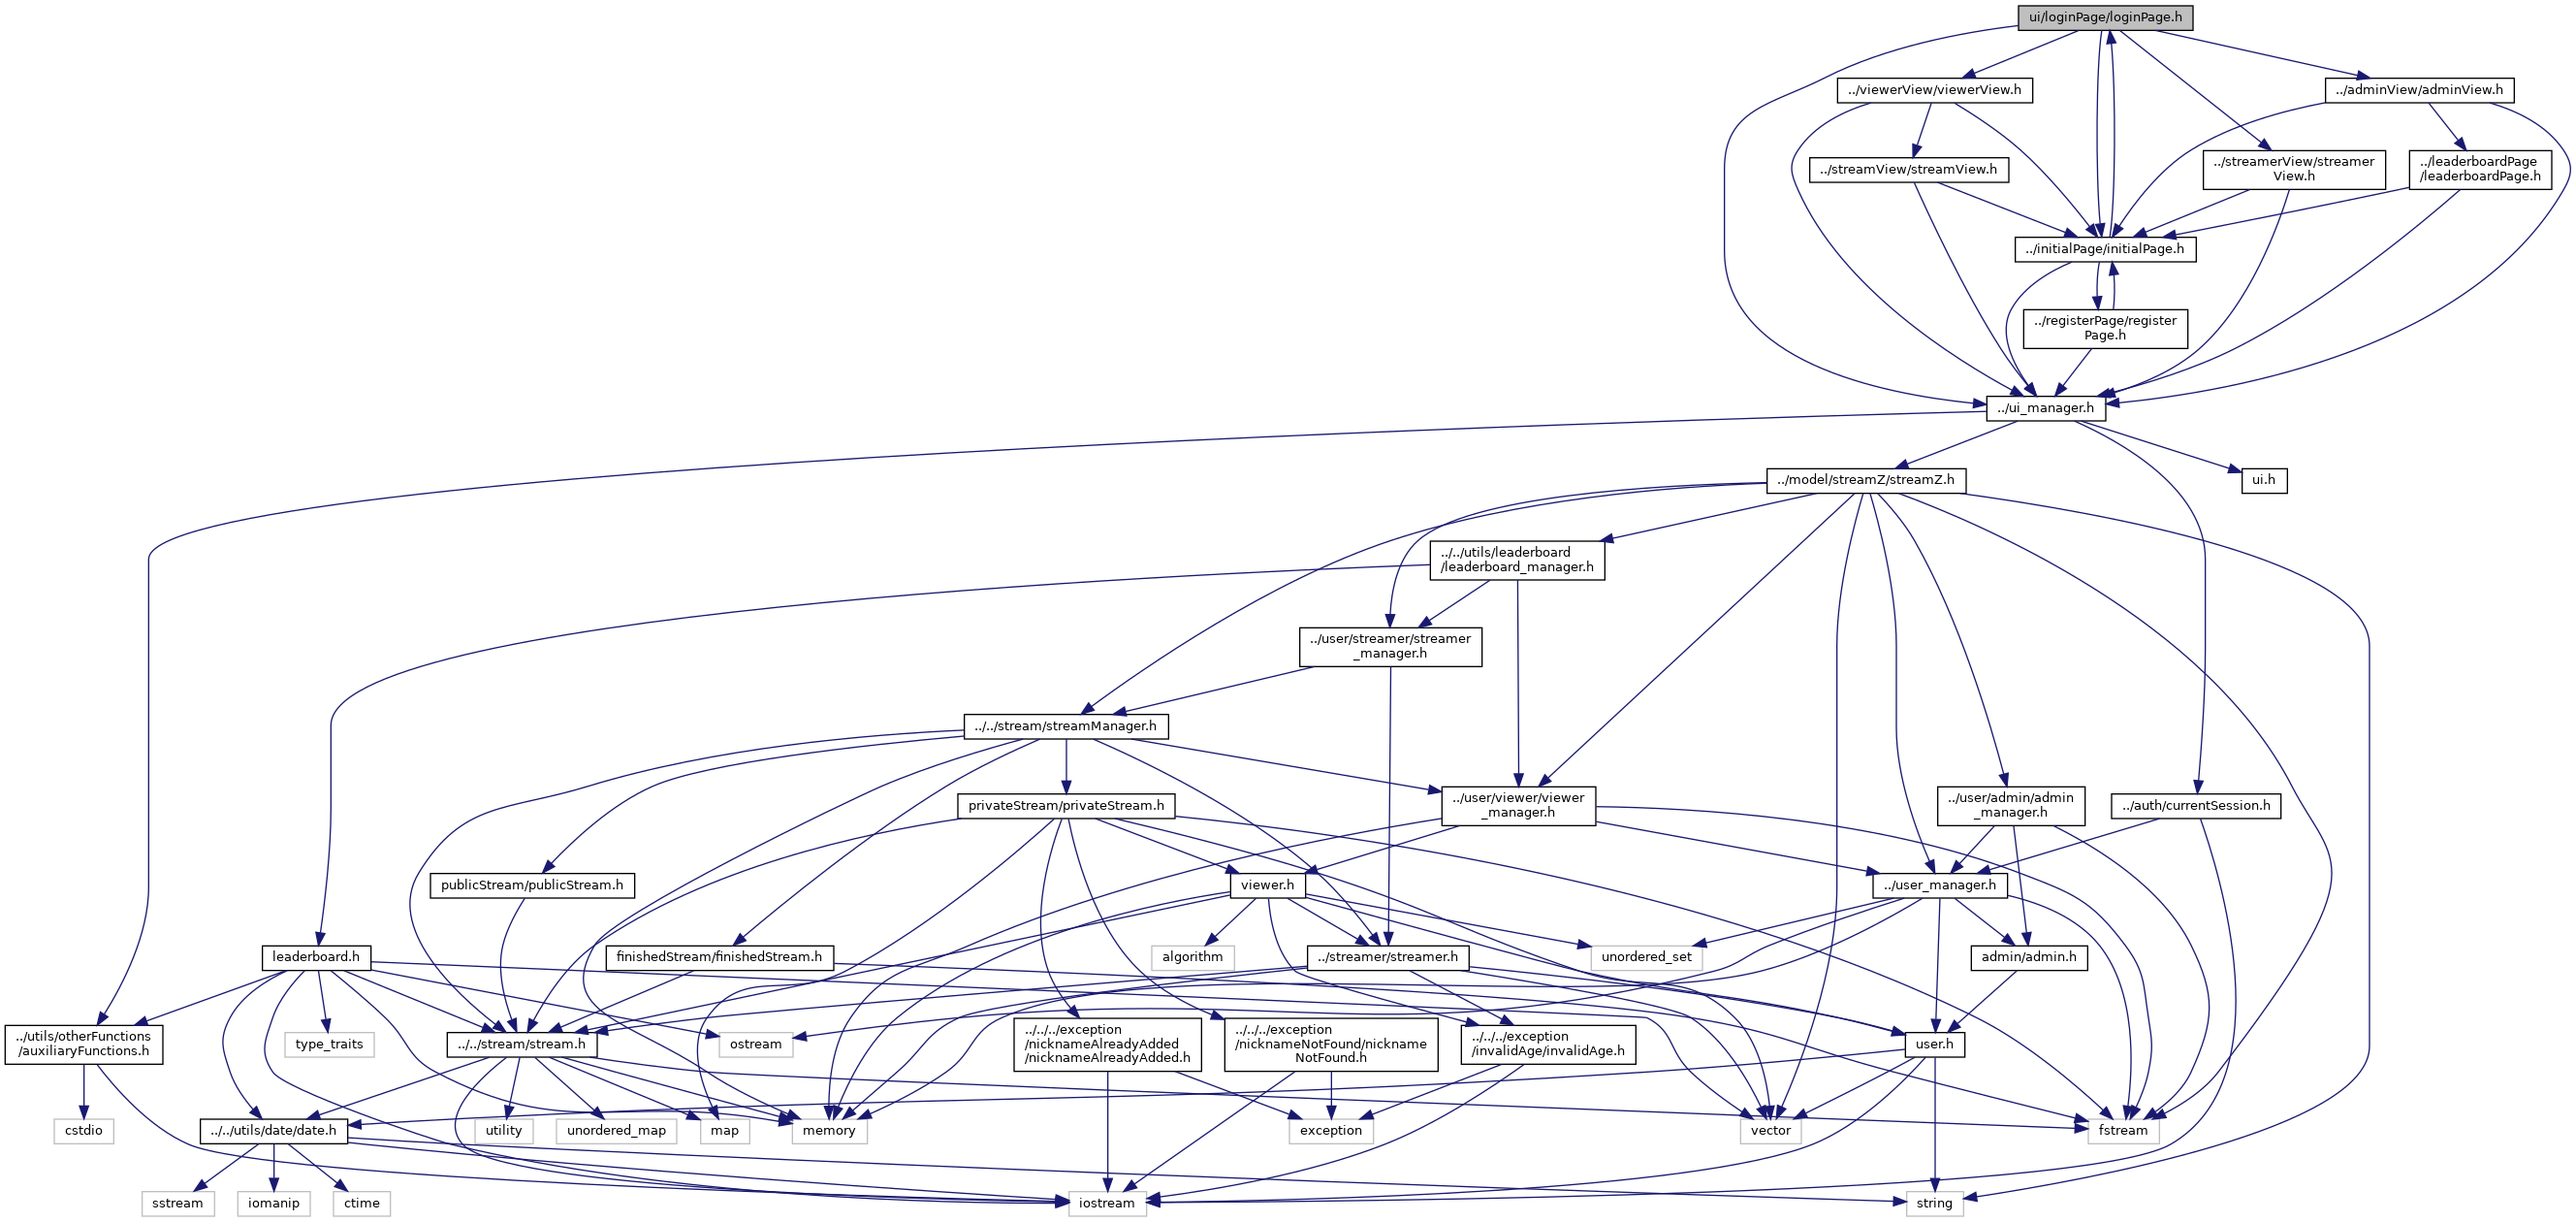 ui/loginPage/loginPage.h
../viewerView/viewerView.h
../adminView/adminView.h
../streamView/streamView.h
../streamerView/streamer
View.h
../leaderboardPage
/leaderboardPage.h
../initialPage/initialPage.h
../registerPage/register
Page.h
../ui_manager.h
../model/streamZ/streamZ.h
ui.h
../../utils/leaderboard
/leaderboard_manager.h
../user/streamer/streamer
_manager.h
../../stream/streamManager.h
privateStream/privateStream.h
../user/viewer/viewer
_manager.h
../user/admin/admin
_manager.h
../auth/currentSession.h
publicStream/publicStream.h
viewer.h
../user_manager.h
leaderboard.h
finishedStream/finishedStream.h
algorithm
../streamer/streamer.h
unordered_set
admin/admin.h
../utils/otherFunctions
/auxiliaryFunctions.h
type_traits
../../stream/stream.h
ostream
../../../exception
/nicknameAlreadyAdded
/nicknameAlreadyAdded.h
../../../exception
/nicknameNotFound/nickname
NotFound.h
../../../exception
/invalidAge/invalidAge.h
user.h
cstdio
../../utils/date/date.h
utility
unordered_map
map
memory
exception
vector
fstream
sstream
iomanip
ctime
iostream
string